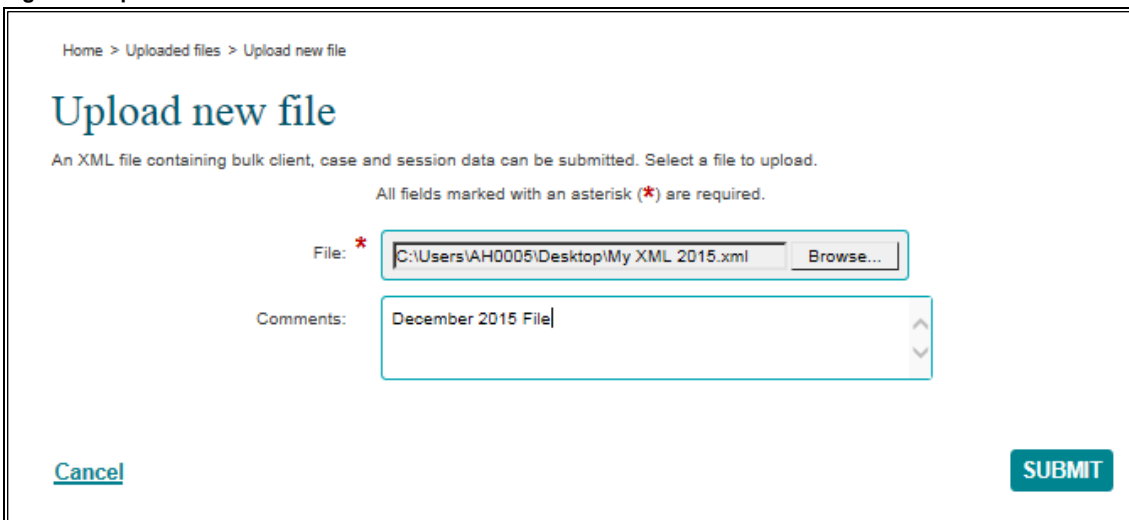 Home > Uploaded files > Upload new file
Upload new file
An XML file containing bulk client, case and session data can be submitted. Select a file to upload.
All fields marked with an asterisk (*) are required.
File: * C:\Users\AH0005\Desktop\My XML 2015.xml Browse...
Comments: December 2015 File
Cancel SUBMIT